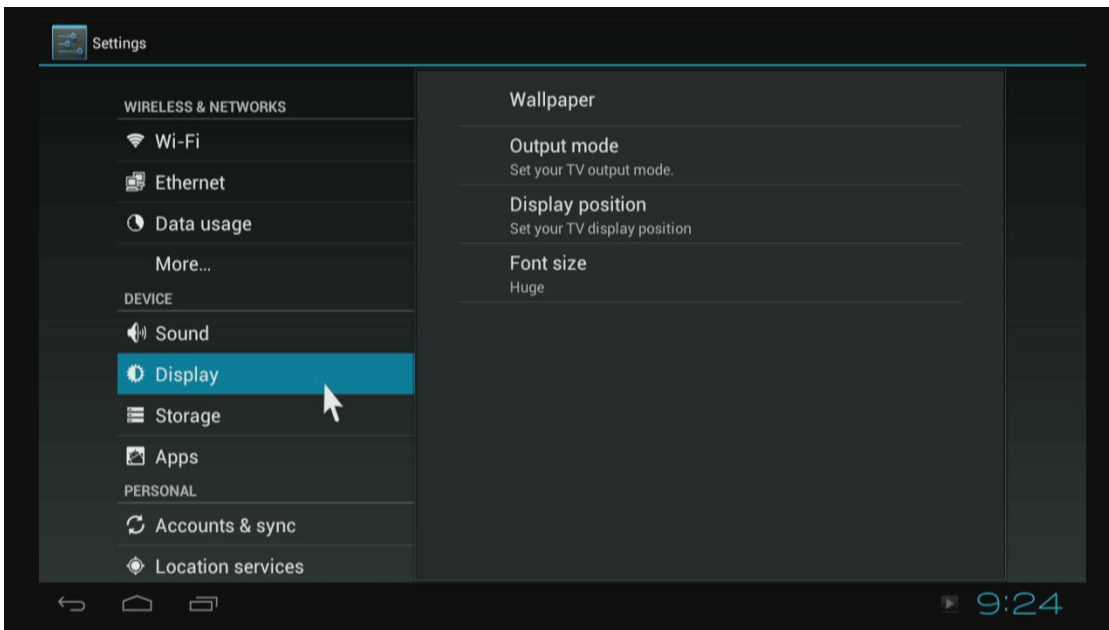 Settings
WIRELESS & NETWORKS
Wi-Fi
Ethernet
Data usage
More...
DEVICE
Sound
Display
Storage
Apps
PERSONAL
Accounts & sync
Location services
Wallpaper
Output mode
Set your TV output mode.
Display position
Set your TV display position
Font size
Huge
9:24